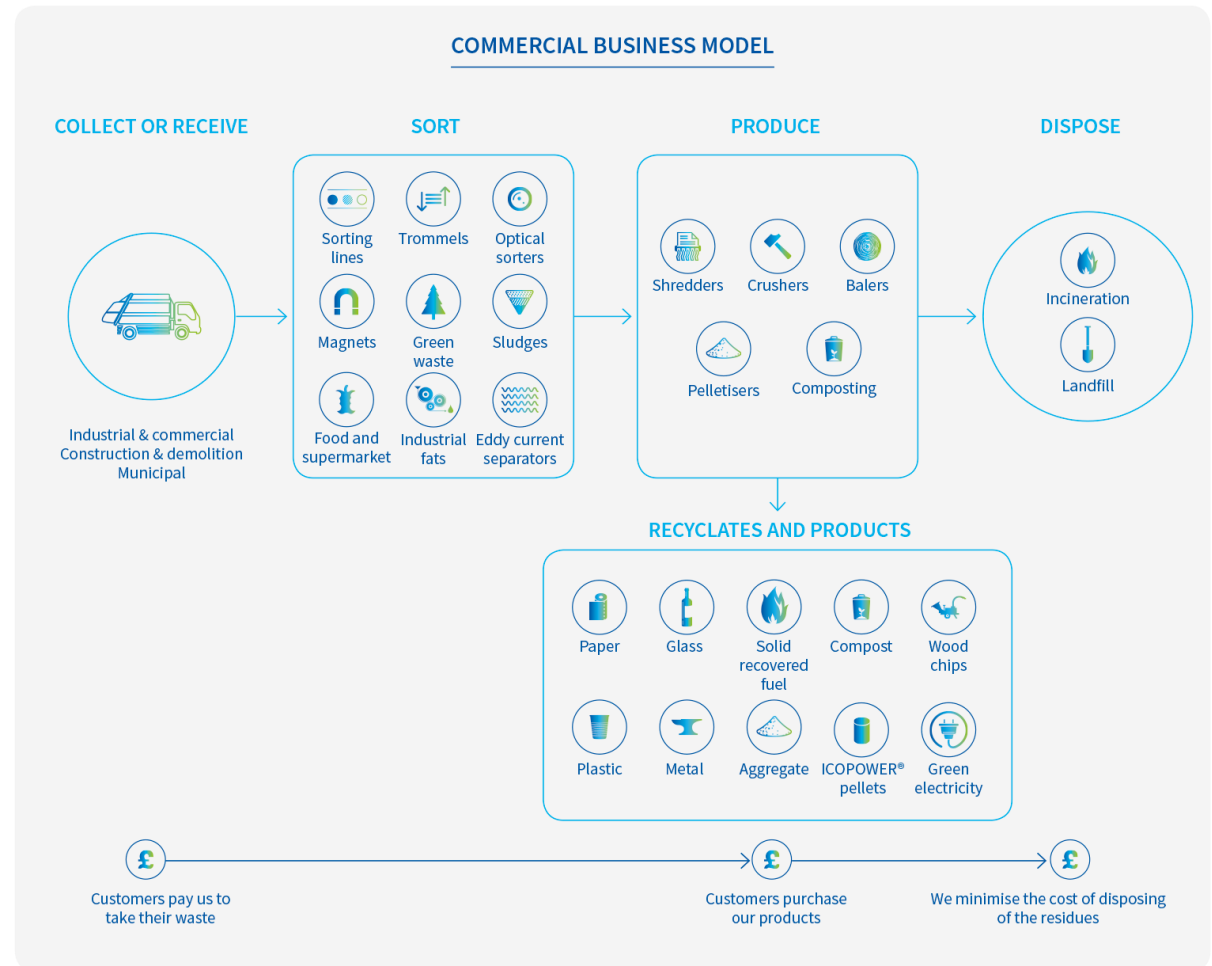 COMMERCIAL BUSINESS MODEL
COLLECT OR RECEIVE
Industrial & commercial
Construction & demolition
Municipal
SORT
Sorting
lines
Trommels
Optical
sorters
Magnets
Green
waste
Sludges
Food and
supermarket
Industrial
fats
Eddy current
separators
PRODUCE
Shredders
Crushers
Balers
Pelletisers
Composting
DISPOSE
Incineration
Landfill
RECYCLATES AND PRODUCTS
Paper
Glass
Solid
recovered
fuel
Compost
Wood
chips
Plastic
Metal
Aggregate
ICOPOWER®
pellets
Green
electricity
£
Customers pay us to
take their waste
£
Customers purchase
our products
£
We minimise the cost of disposing
of the residues